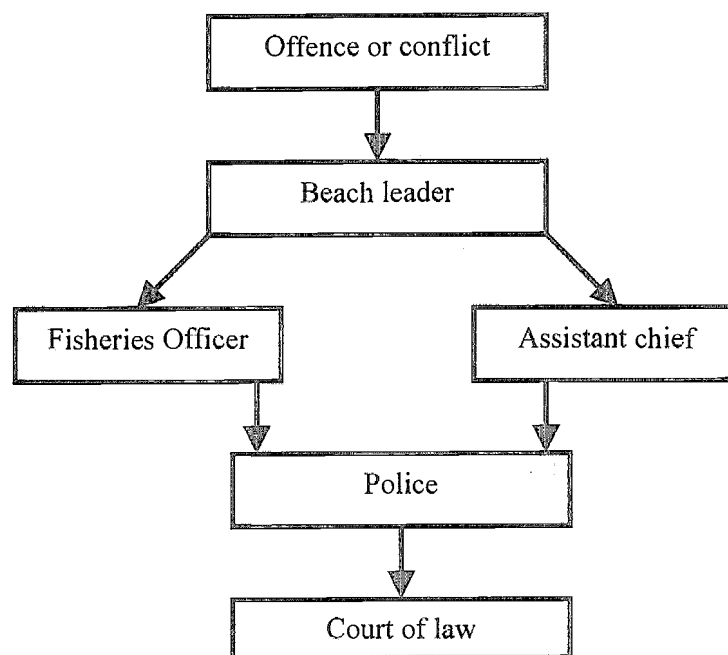 Offence or conflict
Beach leader
Fisheries Officer
Assistant chief
Police
Court of law